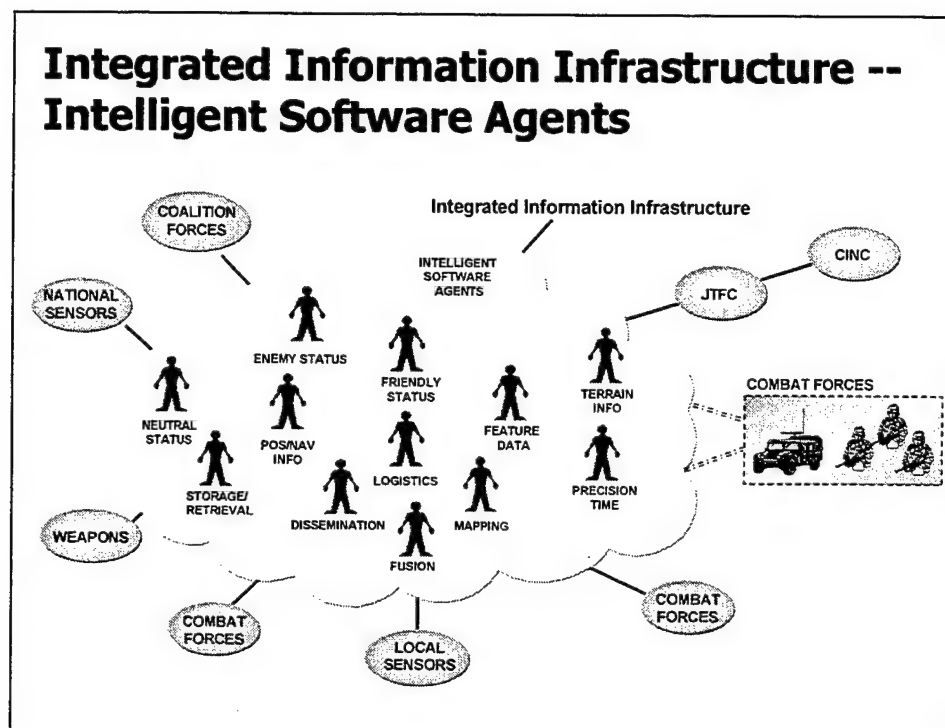 Integrated Information Infrastructure --
Intelligent Software Agents
COALITION
FORCES
Integrated Information Infrastructure
INTELLIGENT
SOFTWARE
AGENTS
CINC
JTFC
NATIONAL
SENSORS
ENEMY STATUS
FRIENDLY
STATUS
TERRAIN
INFO
COMBAT FORCES
NEUTRAL
STATUS
POS/NAV
INFO
FEATURE
DATA
STORAGE/
RETRIEVAL
LOGISTICS
PRECISION
TIME
DISSEMINATION
MAPPING
WEAPONS
FUSION
COMBAT
FORCES
LOCAL
SENSORS
COMBAT
FORCES